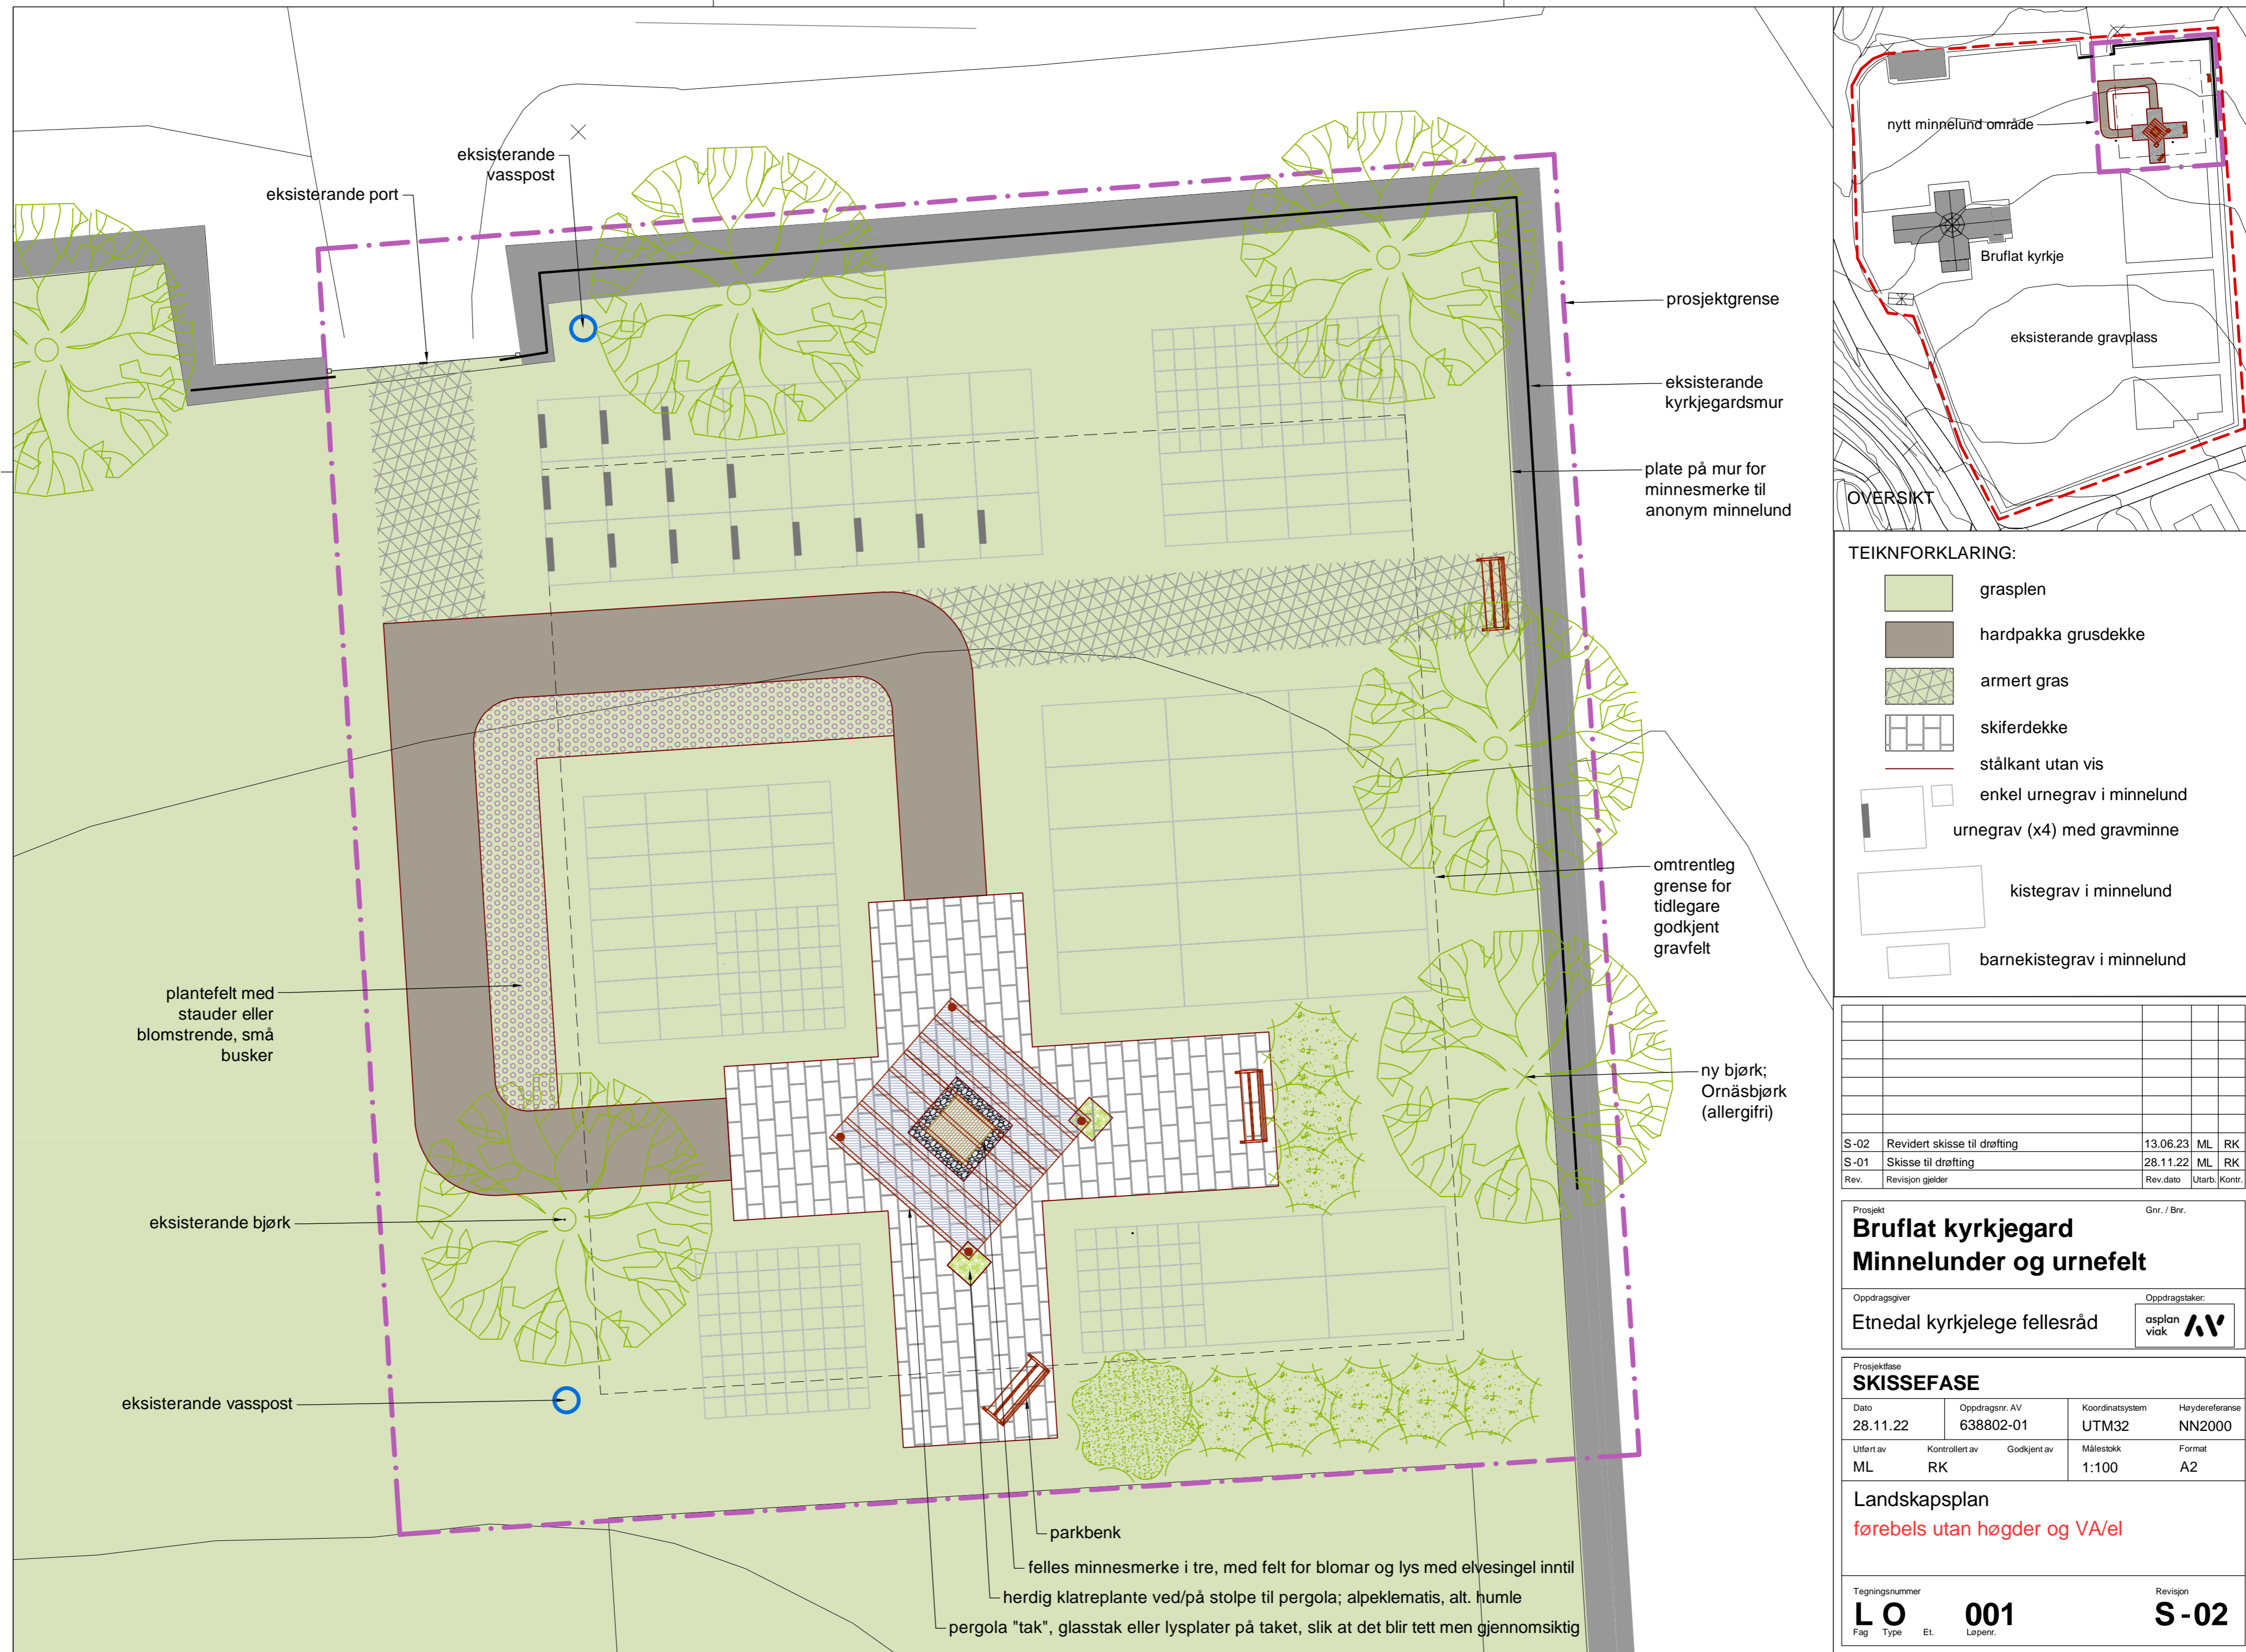 eksisterande
vasspost
eksisterande port
prosjektgrense
eksisterande
kyrkjegardsmur
plate på mur for
minnesmerke til
anonym minnelund
omtrentleg
grense for
tidlegare
godkjent
gravfelt
plantefelt med
stauder eller
blomstrende, små
busker
ny bjørk;
Ornäsbjørk
(allergifri)
eksisterande bjørk
eksisterande vasspost
parkbenk
felles minnesmerke i tre, med felt for blomar og lys med elvesingel inntil
herdig klatreplante ved/på stolpe til pergola; alpeklematis, alt. humle
pergola "tak", glasstak eller lysplater på taket, slik at det blir tett men gjennomsiktig
nytt minnelund område
Bruflat kyrkje
eksisterande gravplass
OVERSIKT
TEIKNFORKLARING:
grasplen
hardpakka grusdekke
armert gras
skiferdekke
stålkant utan vis
enkel urnegrav i minnelund
urnegrav (x4) med gravminne
kistegrav i minnelund
barnekistegrav i minnelund
S-02 Revidert skisse til drøfting 13.06.23 ML RK
S-01 Skisse til drøfting 28.11.22 ML RK
Rev. Revisjon gjelder Rev.dato Utarb. Kontr.
Prosjekt Gnr. / Bnr.
Bruflat kyrkjegard
Minnelunder og urnefelt
Oppdragsgiver Oppdragstaker:
Etnedal kyrkjelege fellesråd
asplan
viak
Prosjektfase
SKISSEFASE
Dato Oppdragsnr. AV Koordinatsystem Høydereferanse
28.11.22 638802-01 UTM32 NN2000
Utført av Kontrollert av Godkjent av Målestokk Format
ML RK 1:100 A2
Landskapsplan
førebels utan høgder og VA/el
Tegningsnummer Revisjon
L O 001 S-02
Fag Type Et. Løpenr.